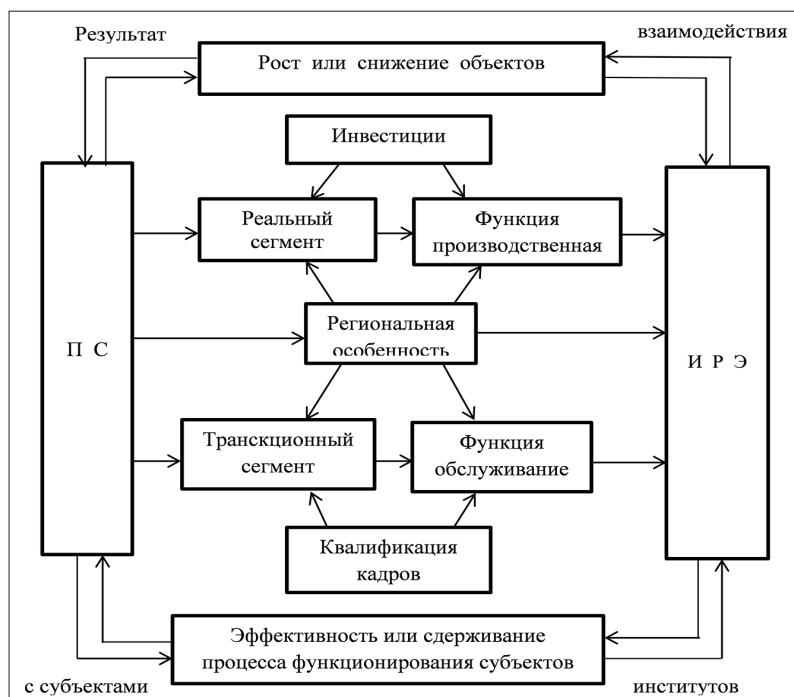 Результат
взаимодействия
Рост или снижение объектов
Инвестиции
Реальный
сегмент
Функция
производственная
Региональная
особенность
П С
И Р Э
Транскционный
сегмент
Функция
обслуживание
Квалификация
кадров
Эффективность или сдерживание
процесса функционирования субъектов
с субъектами
институтов